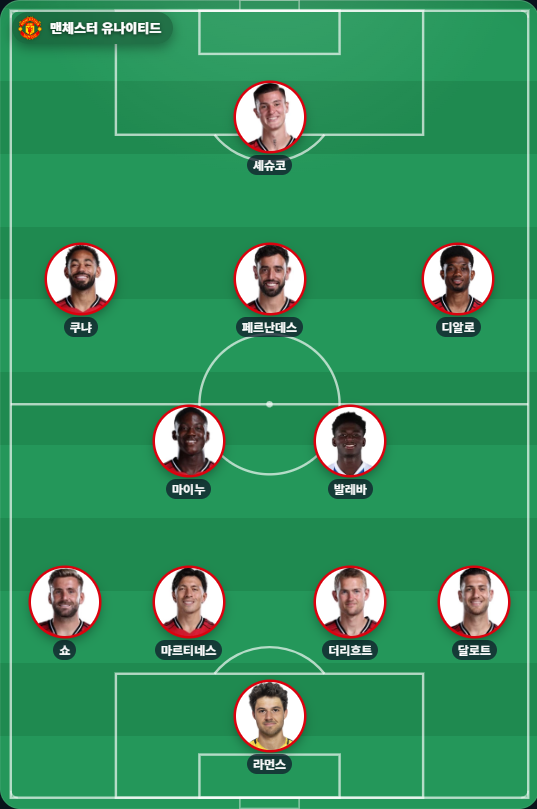 맨체스터 유나이티드
셰슈코
쿠냐
페르난데스
디알로
마이누
발레바
쇼
마르티네스
더리흐트
달로트
라먼스